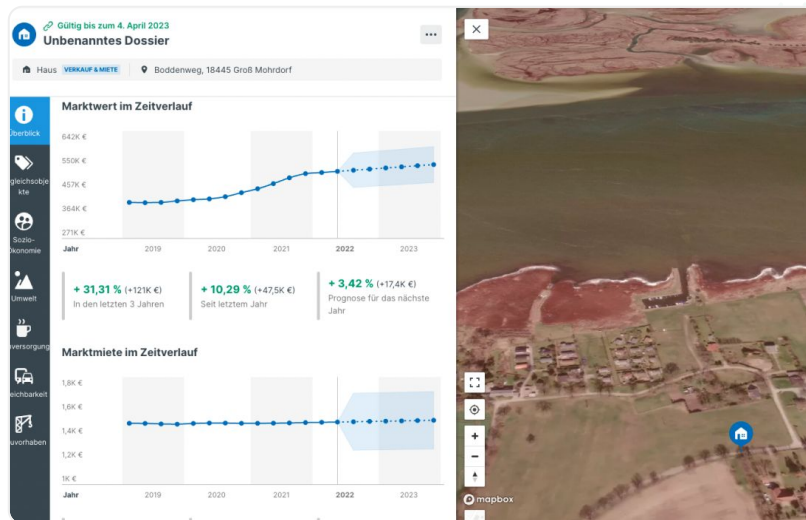 Gültig bis zum 4. April 2023
Unbenanntes Dossier
Haus VERKAUF & MIETE Boddenweg, 18445 Groß Mohrdorf
Überblick
gleichsobje
kte
Sozio-
Ökonomie
Umwelt
versorgung
eichbarkeit
uvorhaben
Marktwert im Zeitverlauf
642K €
550K €
457K €
364K €
271K €
Jahr 2019 2020 2021 2022 2023
+ 31,31 % (+121K €)
In den letzten 3 Jahren
+ 10,29 % (+47,5K €)
Seit letztem Jahr
+ 3,42 % (+17,4K €)
Prognose für das nächste
Jahr
Marktmiete im Zeitverlauf
1,8K €
1,6K €
1,4K €
1,2K €
1K €
Jahr 2019 2020 2021 2022 2023
mapbox